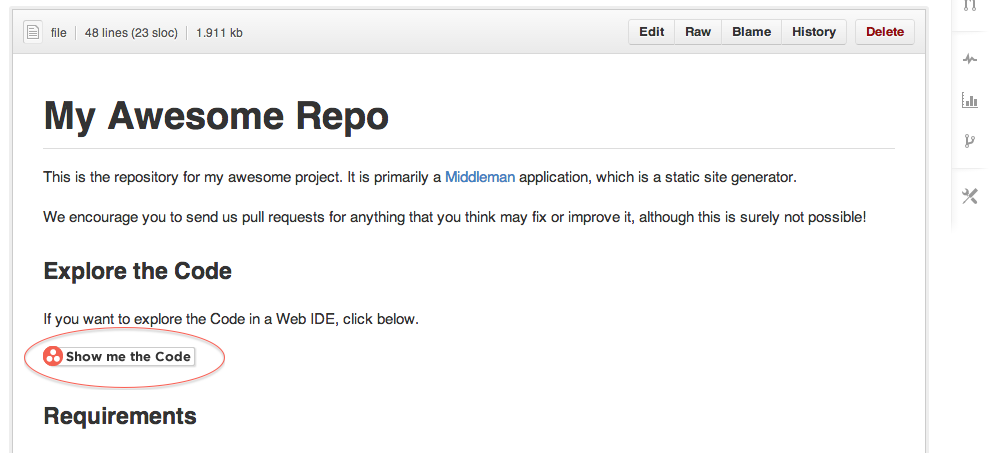 file 48 lines (23 sloc) 1.911 kb Edit Raw Blame History Delete
My Awesome Repo
This is the repository for my awesome project. It is primarily a Middleman application, which is a static site generator.
We encourage you to send us pull requests for anything that you think may fix or improve it, although this is surely not possible!
Explore the Code
If you want to explore the Code in a Web IDE, click below.
Show me the Code
Requirements